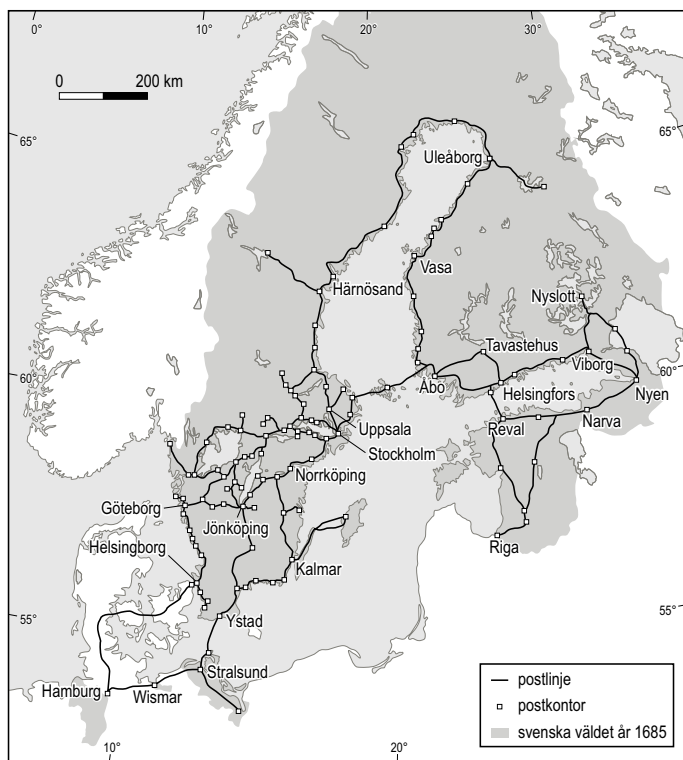 0°
10°
20°
30°
0
200 km
65°
65°
Uleåborg
Vasa
Härnösand
Nyslott
Tavastehus
60°
60°
Åbo
Viborg
Helsingfors
Nyen
Uppsala
Reval
Narva
Stockholm
Norrköping
Göteborg
Jönköping
Helsingborg
Riga
Kalmar
55°
55°
Ystad
Stralsund
Hamburg
Wismar
postlinje
postkontor
svenska väldet år 1685
10°
20°